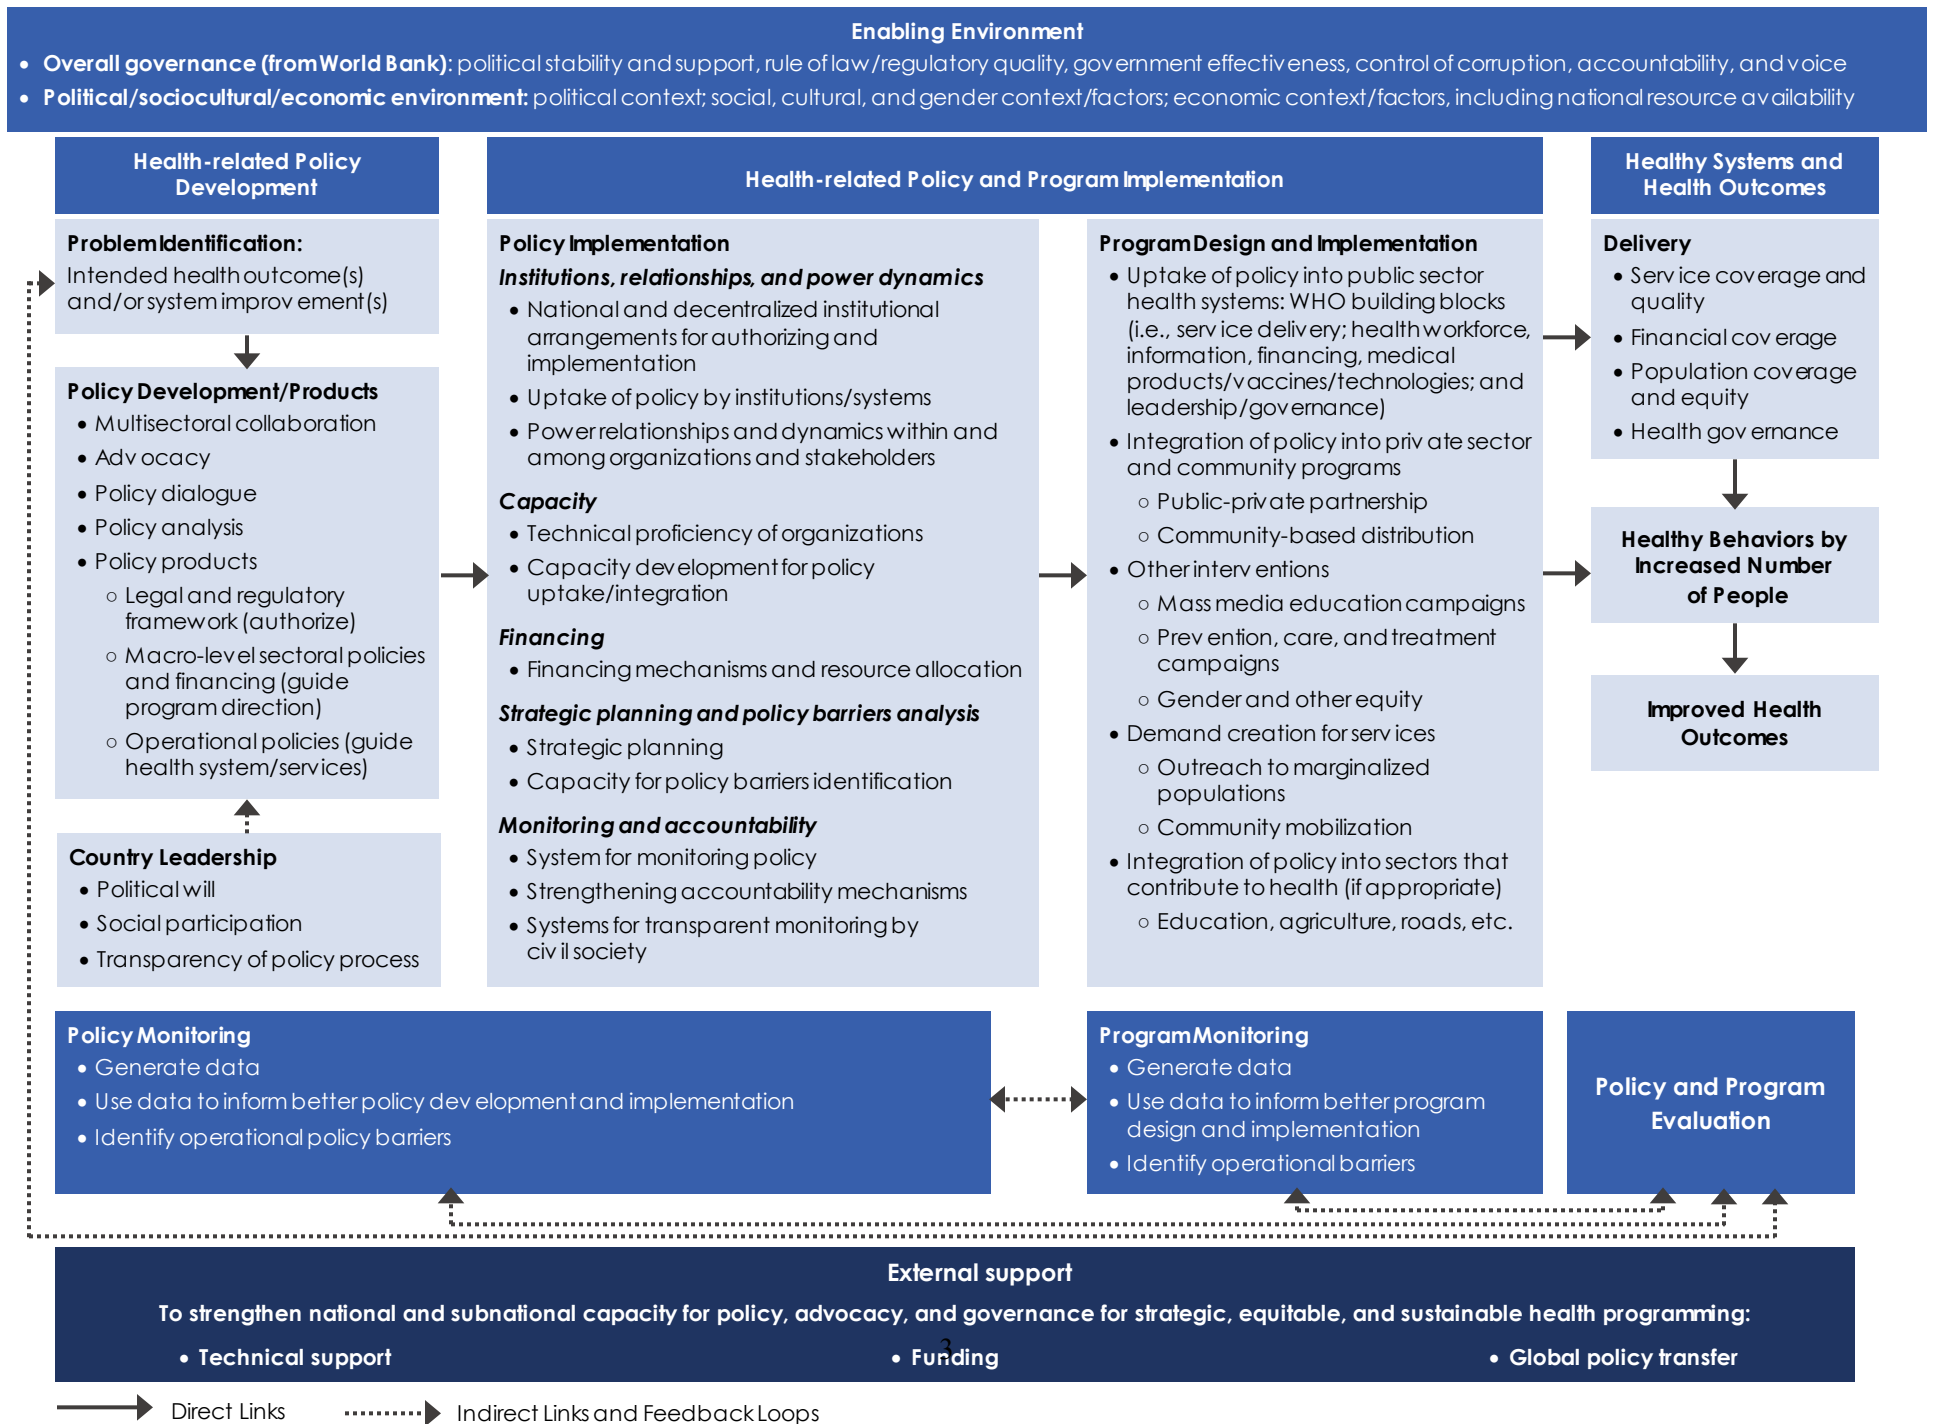 Enabling Environment
• Overall governance (from World Bank): political stability and support, rule of law/regulatory quality, government effectiveness, control of corruption, accountability, and voice
• Political/sociocultural/economic environment: political context; social, cultural, and gender context/factors; economic context/factors, including national resource availability
Health-related Policy
Development
Problem Identification:
Intended health outcome(s)
and/or system improvement(s)
Policy Development/Products
• Multisectoral collaboration
• Advocacy
• Policy dialogue
• Policy analysis
• Policy products
○ Legal and regulatory
framework (authorize)
○ Macro-level sectoral policies
and financing (guide
program direction)
○ Operational policies (guide
health system/services)
Country Leadership
• Political will
• Social participation
• Transparency of policy process
Health-related Policy and Program Implementation
Policy Implementation
Institutions, relationships, and power dynamics
• National and decentralized institutional
arrangements for authorizing and
implementation
• Uptake of policy by institutions/systems
• Power relationships and dynamics within and
among organizations and stakeholders
Capacity
• Technical proficiency of organizations
• Capacity development for policy
uptake/integration
Financing
• Financing mechanisms and resource allocation
Strategic planning and policy barriers analysis
• Strategic planning
• Capacity for policy barriers identification
Monitoring and accountability
• System for monitoring policy
• Strengthening accountability mechanisms
• Systems for transparent monitoring by
civil society
Program Design and Implementation
• Uptake of policy into public sector
health systems: WHO building blocks
(i.e., service delivery; health workforce,
information, financing, medical
products/vaccines/technologies; and
leadership/governance)
• Integration of policy into private sector
and community programs
○ Public-private partnership
○ Community-based distribution
• Other interventions
○ Mass media education campaigns
○ Prevention, care, and treatment
campaigns
○ Gender and other equity
• Demand creation for services
○ Outreach to marginalized
populations
○ Community mobilization
• Integration of policy into sectors that
contribute to health (if appropriate)
○ Education, agriculture, roads, etc.
Healthy Systems and
Health Outcomes
Delivery
• Service coverage and
quality
• Financial coverage
• Population coverage
and equity
• Health governance
Healthy Behaviors by
Increased Number
of People
Improved Health
Outcomes
Policy Monitoring
• Generate data
• Use data to inform better policy development and implementation
• Identify operational policy barriers
Program Monitoring
• Generate data
• Use data to inform better program
design and implementation
• Identify operational barriers
Policy and Program
Evaluation
External support
To strengthen national and subnational capacity for policy, advocacy, and governance for strategic, equitable, and sustainable health programming:
• Technical support
• Funding
• Global policy transfer
3
Direct Links
Indirect Links and Feedback Loops